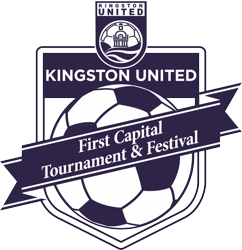 KINGSTON
UNITED
KINGSTON UNITED
First Capital
Tournament & Festival